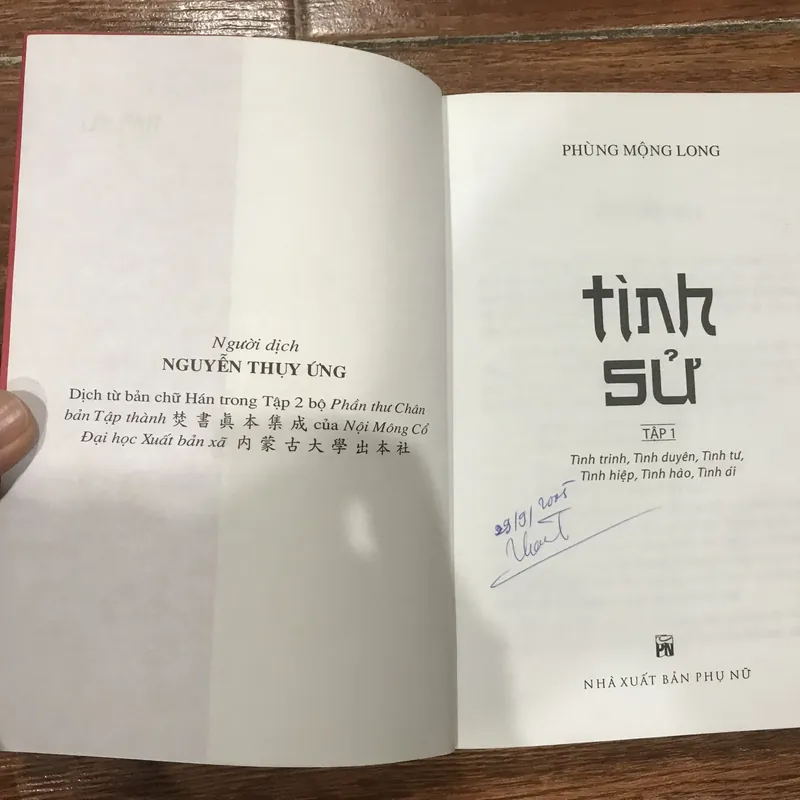 Người dịch
NGUYỄN THỤY ỨNG
Dịch từ bản chữ Hán trong Tập 2 bộ Phần thư Chân
bản Tập thành 焚書眞本集成 của Nội Mông Cổ
Đại học Xuất bản xã 内蒙古大學出本社
PHÙNG MỘNG LONG
tình
sử
TẬP 1
Tình trinh, Tình duyên, Tình tư,
Tình hiệp, Tình hào, Tình ái
PN
NHÀ XUẤT BẢN PHỤ NỮ